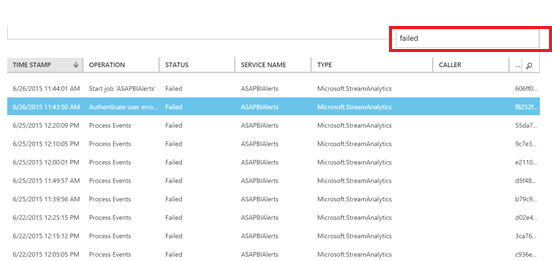 failed
TIME STAMP ↓ OPERATION STATUS SERVICE NAME TYPE CALLER ...
6/26/2015 11:44:01 AM Start job 'ASAPBIAlerts' Failed ASAPBIAlerts Microsoft.StreamAnalytics 606ff0...
6/26/2015 11:43:50 AM Authenticate user erro... Failed ASAPBIAlerts Microsoft.StreamAnalytics f8252f...
6/25/2015 12:20:09 PM Process Events Failed ASAPBIAlerts Microsoft.StreamAnalytics 55da7...
6/25/2015 12:10:05 PM Process Events Failed ASAPBIAlerts Microsoft.StreamAnalytics 9c7e3...
6/25/2015 12:00:01 PM Process Events Failed ASAPBIAlerts Microsoft.StreamAnalytics e2110...
6/25/2015 11:49:57 AM Process Events Failed ASAPBIAlerts Microsoft.StreamAnalytics d5f48...
6/25/2015 11:39:56 AM Process Events Failed ASAPBIAlerts Microsoft.StreamAnalytics b79c9...
6/22/2015 12:25:15 PM Process Events Failed ASAPBIAlerts Microsoft.StreamAnalytics d02e4...
6/22/2015 12:15:12 PM Process Events Failed ASAPBIAlerts Microsoft.StreamAnalytics 3ca76...
6/22/2015 12:05:05 PM Process Events Failed ASAPBIAlerts Microsoft.StreamAnalytics c936e...